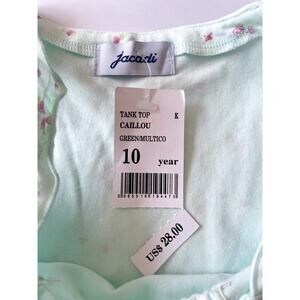 jacadi
TANK TOP K
CAILLOU
GREEN/MULTICO
10 year
US$ 28.00